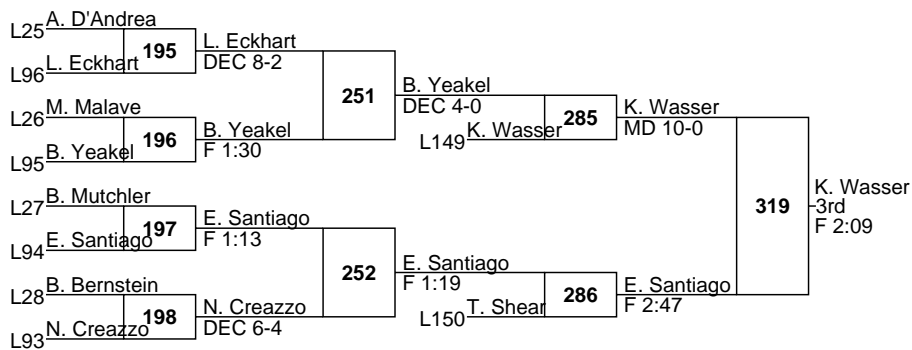 A. D'Andrea
L25
195
L. Eckhart
DEC 8-2
L. Eckhart
L96
251
B. Yeakel
DEC 4-0
M. Malave
L26
196
B. Yeakel
F 1:30
B. Yeakel
L95
285
K. Wasser
L149
K. Wasser
MD 10-0
B. Mutchler
L27
197
E. Santiago
F 1:13
E. Santiago
L94
319
K. Wasser
3rd
F 2:09
252
E. Santiago
F 1:19
B. Bernstein
L28
198
N. Creazzo
DEC 6-4
N. Creazzo
L93
286
T. Shear
L150
E. Santiago
F 2:47